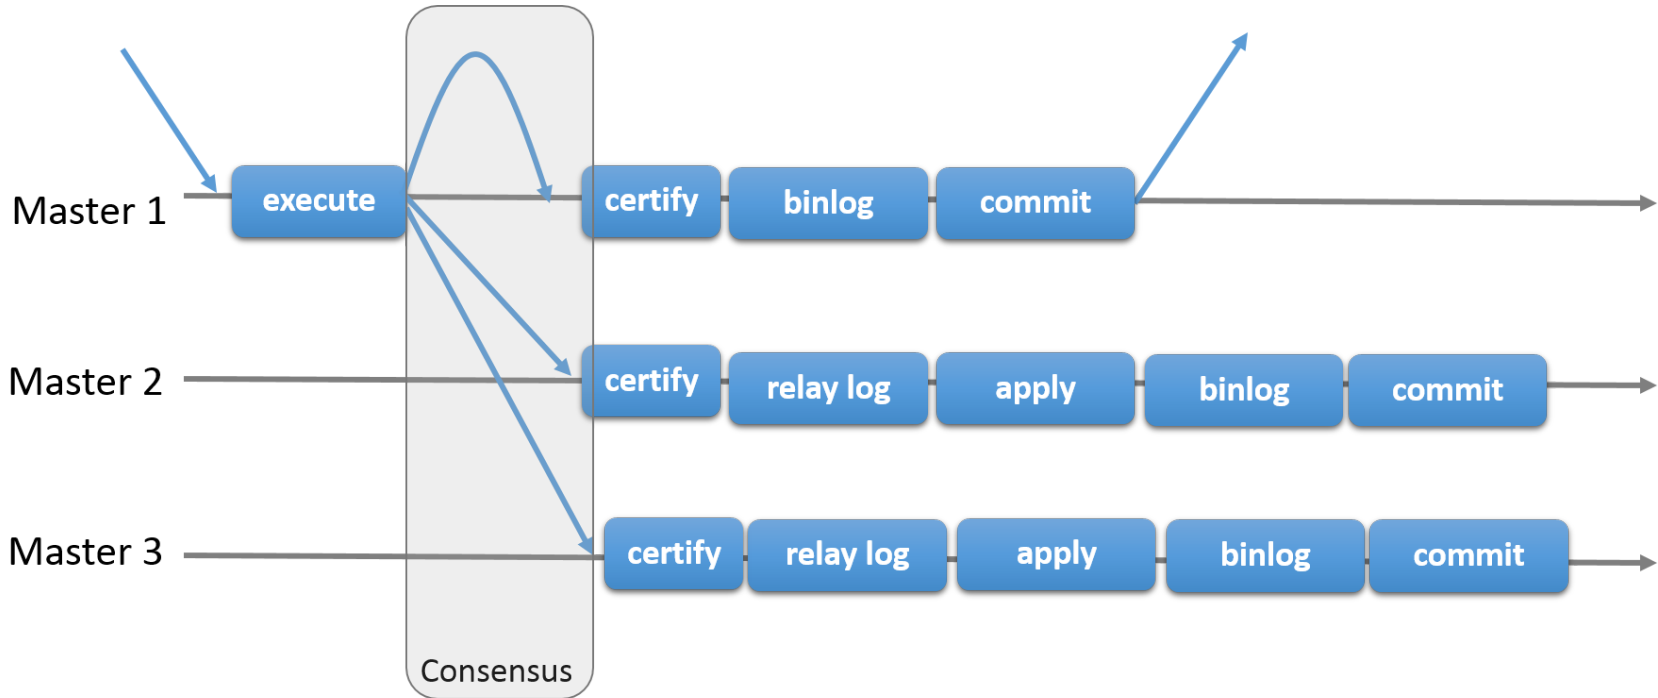 Master 1
execute
certify
binlog
commit
Master 2
certify
relay log
apply
binlog
commit
Master 3
certify
relay log
apply
binlog
commit
Consensus